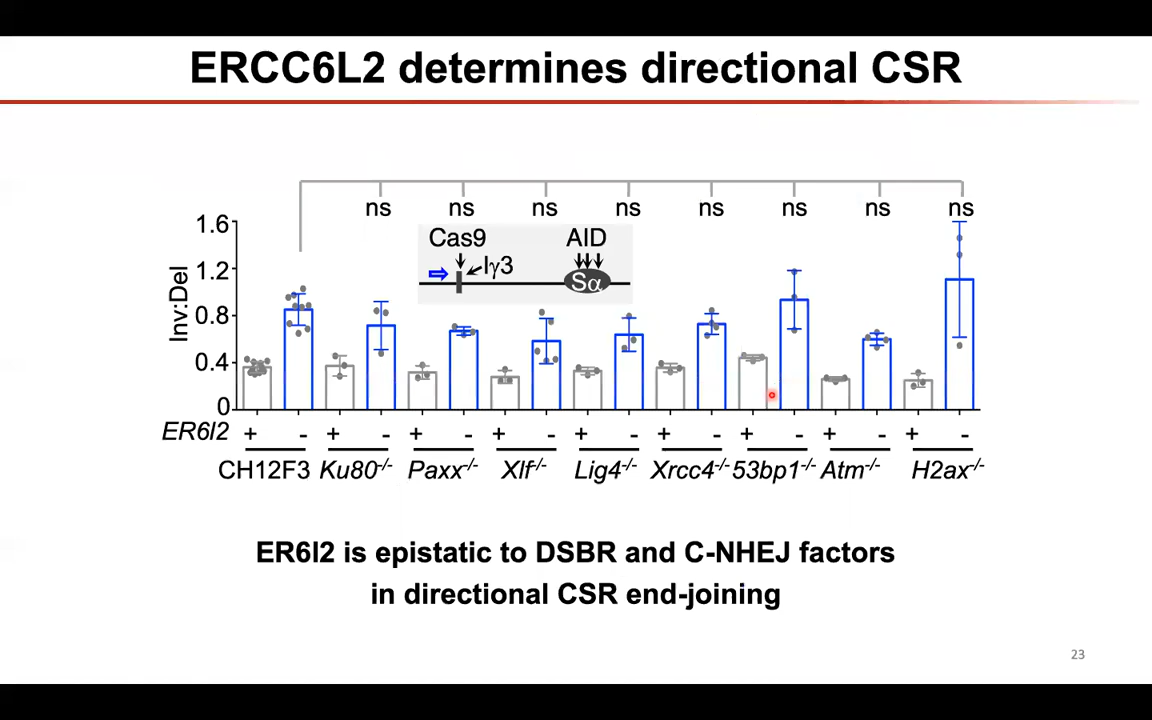 ERCC6L2 determines directional CSR
ns ns ns ns ns ns ns ns
Inv:Del
1.6
1.2
0.8
0.4
0
Cas9 AID
Iγ3
Sα
ER6l2 + - + - + - + - + - + - + - + - + -
CH12F3 Ku80-/- Paxx-/- Xlf-/- Lig4-/- Xrcc4-/- 53bp1-/- Atm-/- H2ax-/-
ER6l2 is epistatic to DSBR and C-NHEJ factors
in directional CSR end-joining
23